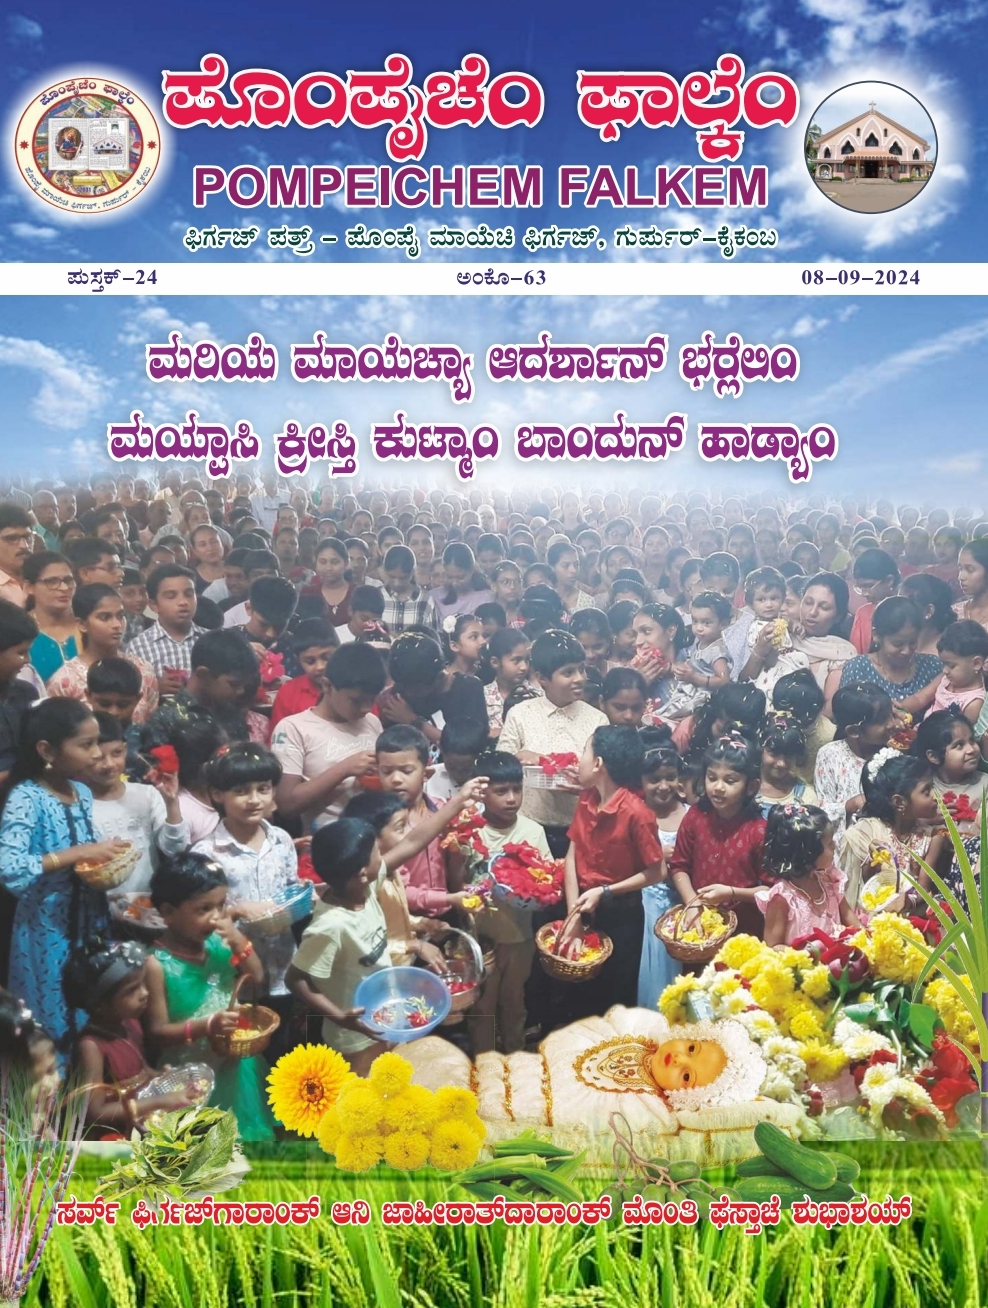 ಪೊಂಪೈಚೆಂ ಫಾಲ್ಕೆಂ
POMPEICHEM FALKEM
ಫಿರ್ಗಜ್ ಪತ್ರ್ - ಪೊಂಪೈ ಮಾಯೆಚಿ ಫಿರ್ಗಜ್, ಗುರ್ಪುರ್-ಕೈಕಂಬ
ಪುಸ್ತಕ್-24 ಅಂಕೊ-63 08-09-2024
ಮರಿಯೆ ಮಾಯೆಚ್ಯಾ ಆದರ್ಶಾನ್ ಭರ್‍ಲೆಲಿಂ
ಮಯ್ಪಾಸಿ ಕ್ರೀಸ್ತಿ ಕುಟ್ಮಾಂ ಬಾಂದುನ್ ಹಾಡ್ಯಾಂ
ಸರ್ವ್ ಫಿರ್ಗಜ್‌ಗಾರಾಂಕ್ ಆನಿ ಜಾಹೀರಾತ್‌ದಾರಾಂಕ್ ಮೊಂತಿ ಫೆಸ್ತಾಚೆ ಶುಭಾಶಯ್
ಪೊಂಪೈಚೆಂ ಫಾಲ್ಕೆಂ
ಪೊಂಪೈ ಮಾಯೆಚಿ ಫಿರ್ಗಜ್, ಗುರ್ಪುರ್ - ಕೈಕಂಬ